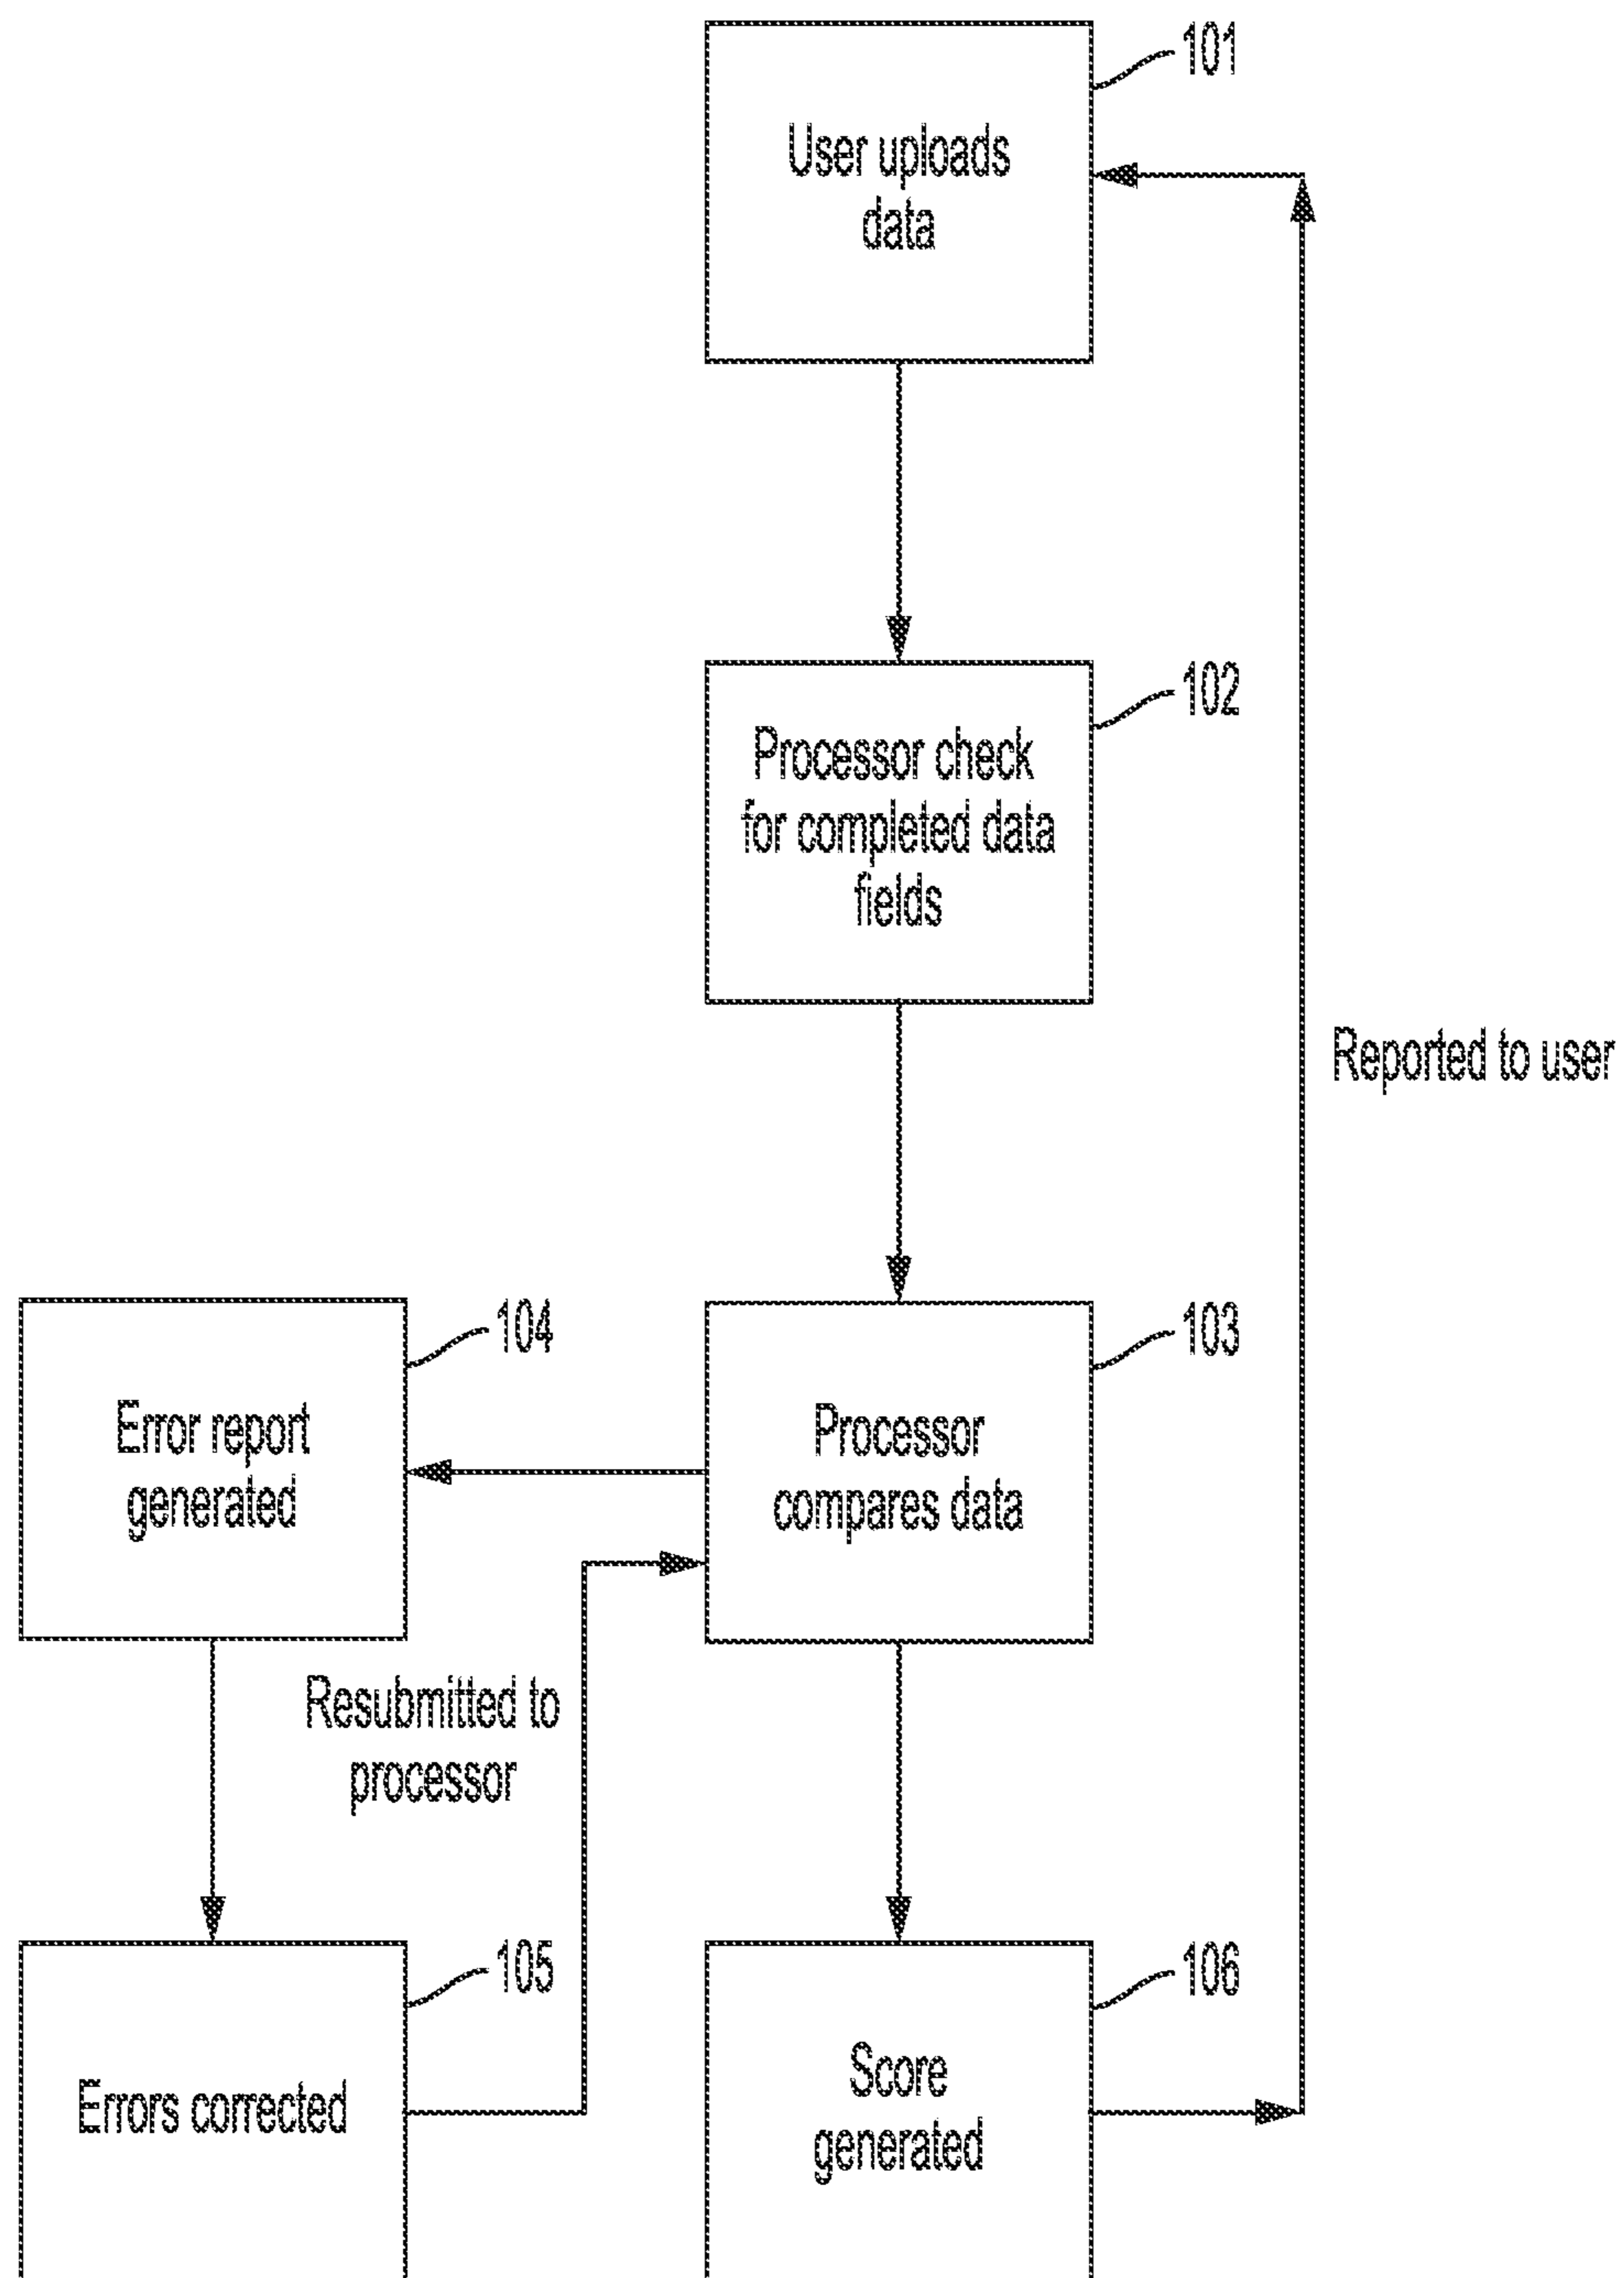 101
User uploads
data
102
Processor check
for completed data
fields
Reported to user
104
Error report
generated
103
Processor
compares data
Resubmitted to
processor
105
Errors corrected
106
Score
generated